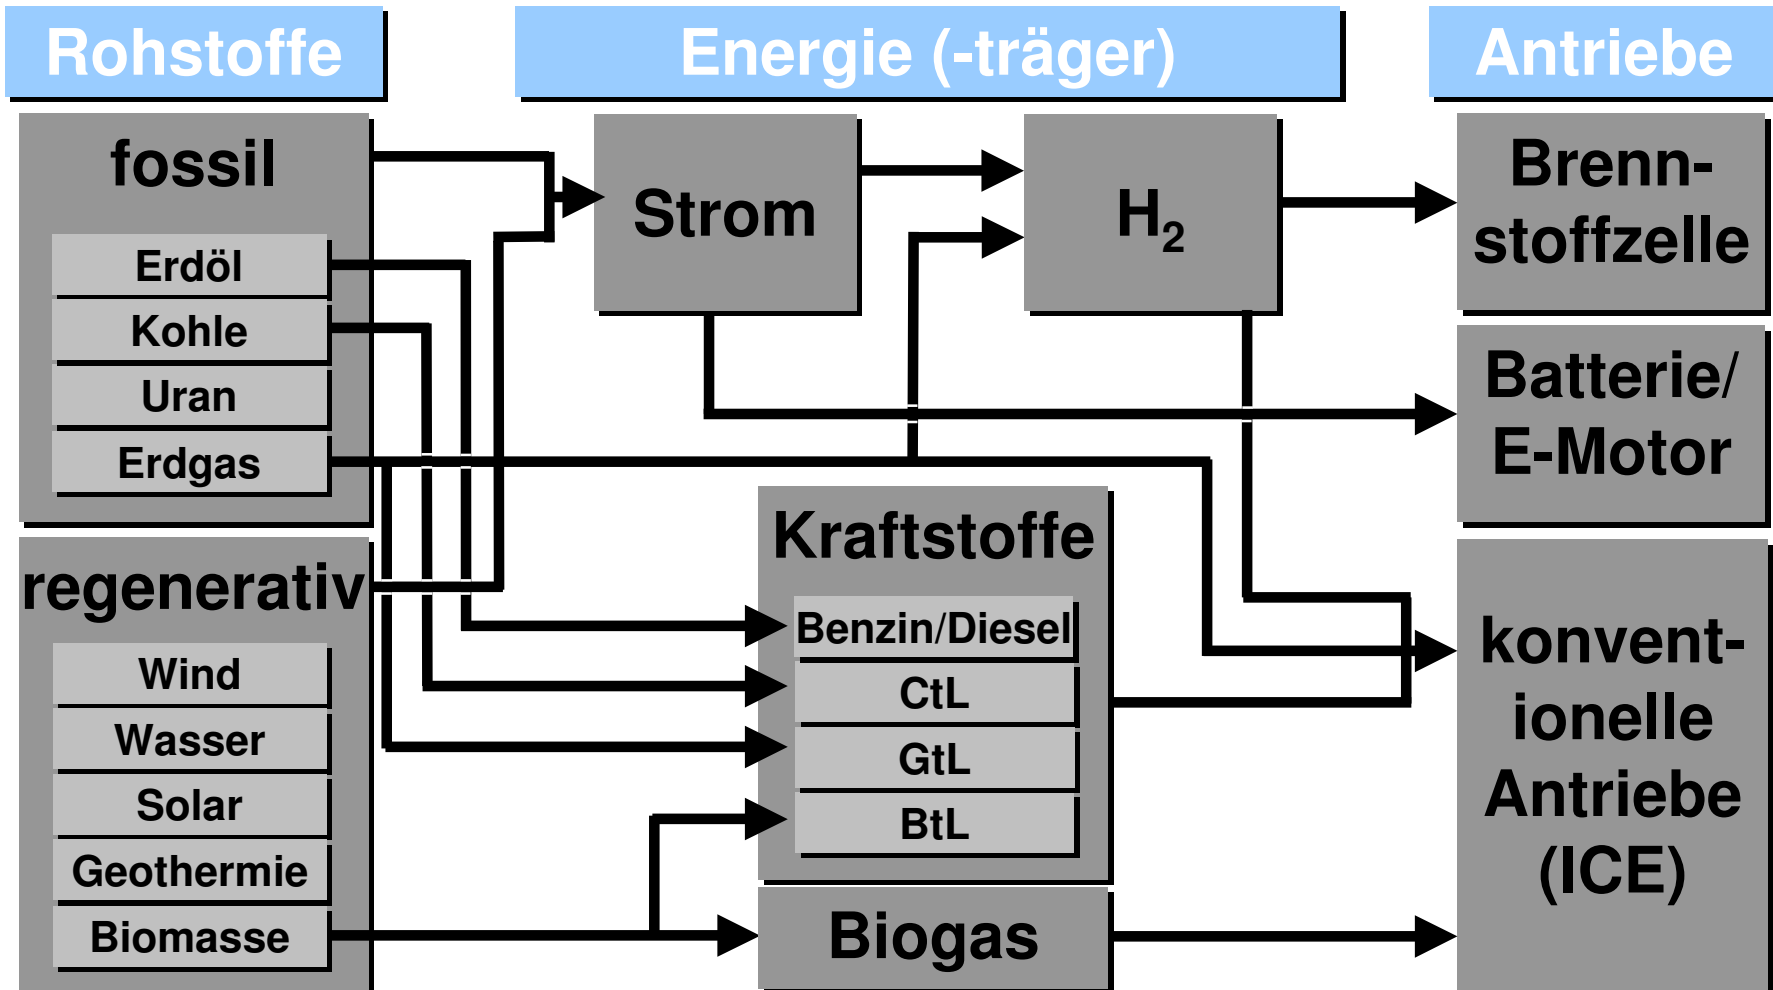 Rohstoffe
Energie (-träger)
Antriebe
fossil
Erdöl
Kohle
Uran
Erdgas
regenerativ
Wind
Wasser
Solar
Geothermie
Biomasse
Strom
H₂
Kraftstoffe
Benzin/Diesel
CtL
GtL
BtL
Biogas
Brenn-
stoffzelle
Batterie/
E-Motor
konvent-
ionelle
Antriebe
(ICE)